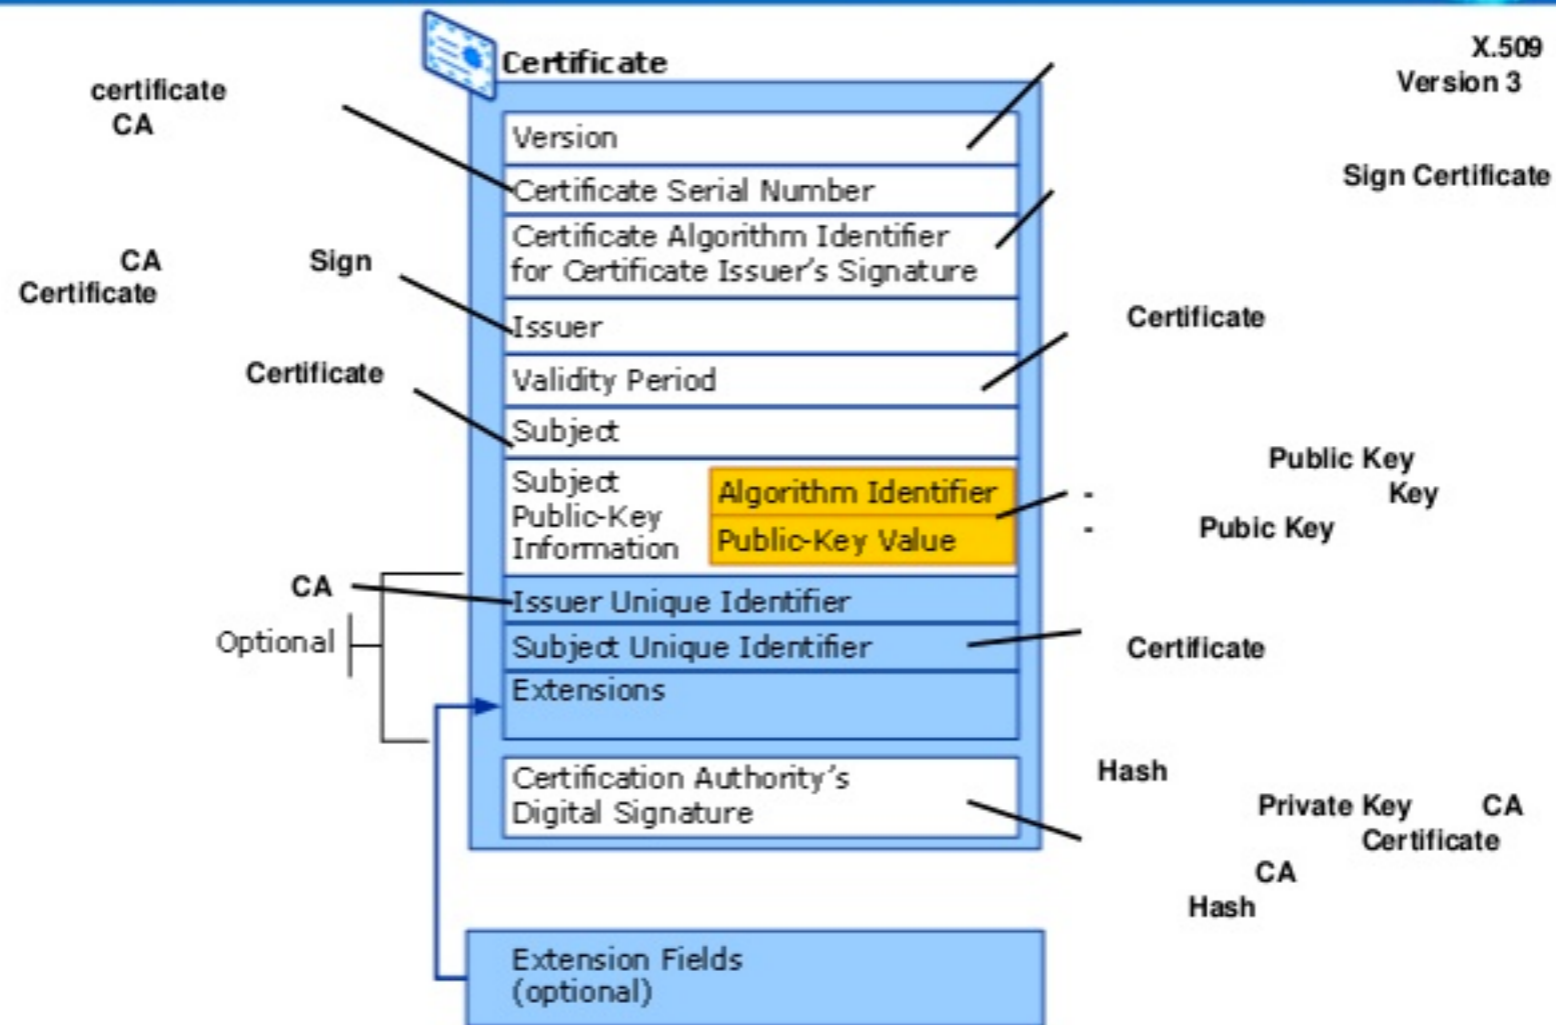 Certificate
X.509
Version 3
certificate
CA
Version
Sign Certificate
Certificate Serial Number
Certificate Algorithm Identifier
for Certificate Issuer's Signature
CA Sign
Certificate
Issuer
Certificate
Validity Period
Certificate
Subject
Subject
Public-Key
Information
Algorithm Identifier
Public-Key Value
Public Key
- Key
- Pubic Key
CA
Issuer Unique Identifier
Optional
Subject Unique Identifier
Certificate
Extensions
Certification Authority's
Digital Signature
Hash
Private Key CA
Certificate
CA
Hash
Extension Fields
(optional)